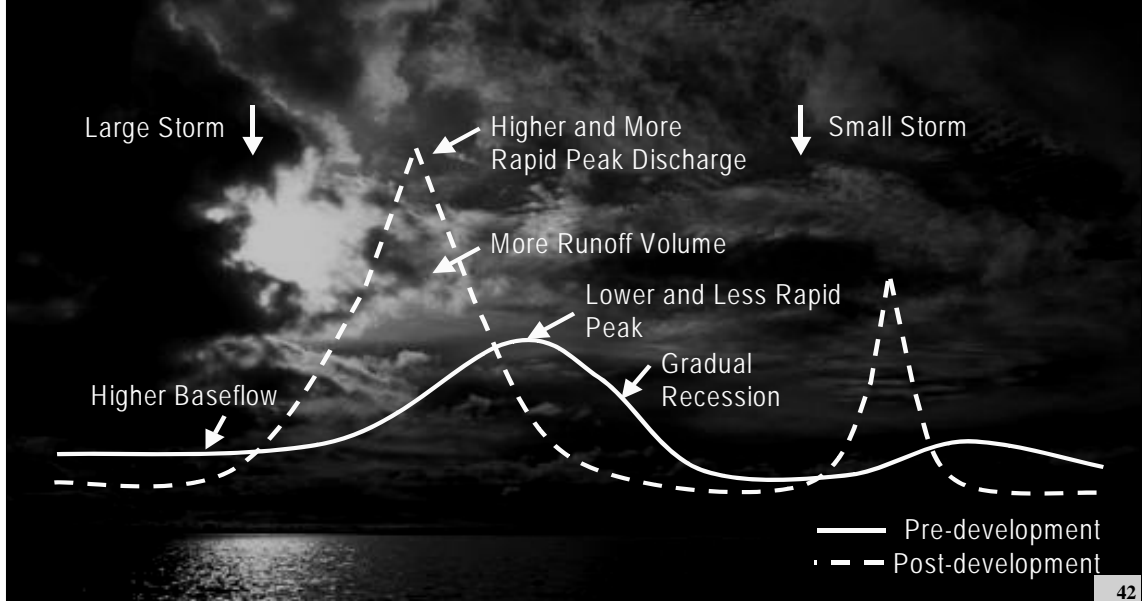 Large Storm
Higher and More
Rapid Peak Discharge
Small Storm
More Runoff Volume
Lower and Less Rapid
Peak
Gradual
Recession
Higher Baseflow
Pre-development
Post-development
42